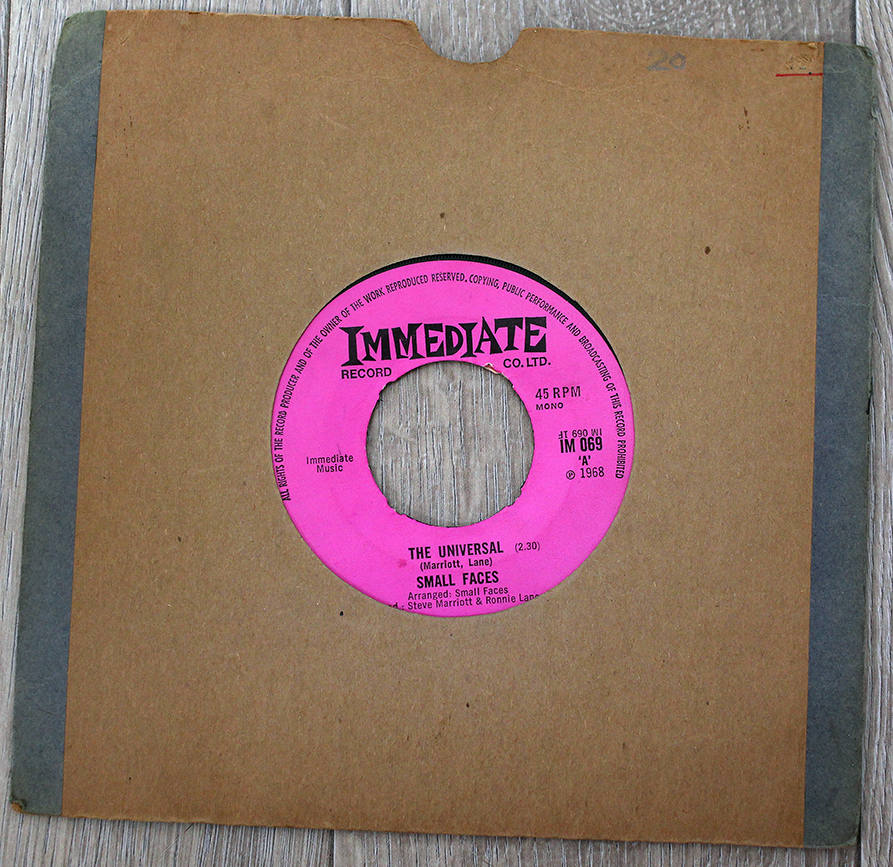 20
ALL RIGHTS OF THE RECORD PRODUCER AND OF THE OWNER OF THE WORK REPRODUCED RESERVED. COPYING, PUBLIC PERFORMANCE AND BROADCASTING OF THIS RECORD PROHIBITED
IMMEDIATE
RECORD CO. LTD.
45 RPM
MONO
IM 069 1F
IM 069
'A'
℗ 1968
Immediate
Music
THE UNIVERSAL (2.30)
(Marriott, Lane)
SMALL FACES
Arranged: Small Faces
d.: Steve Marriott & Ronnie Lane